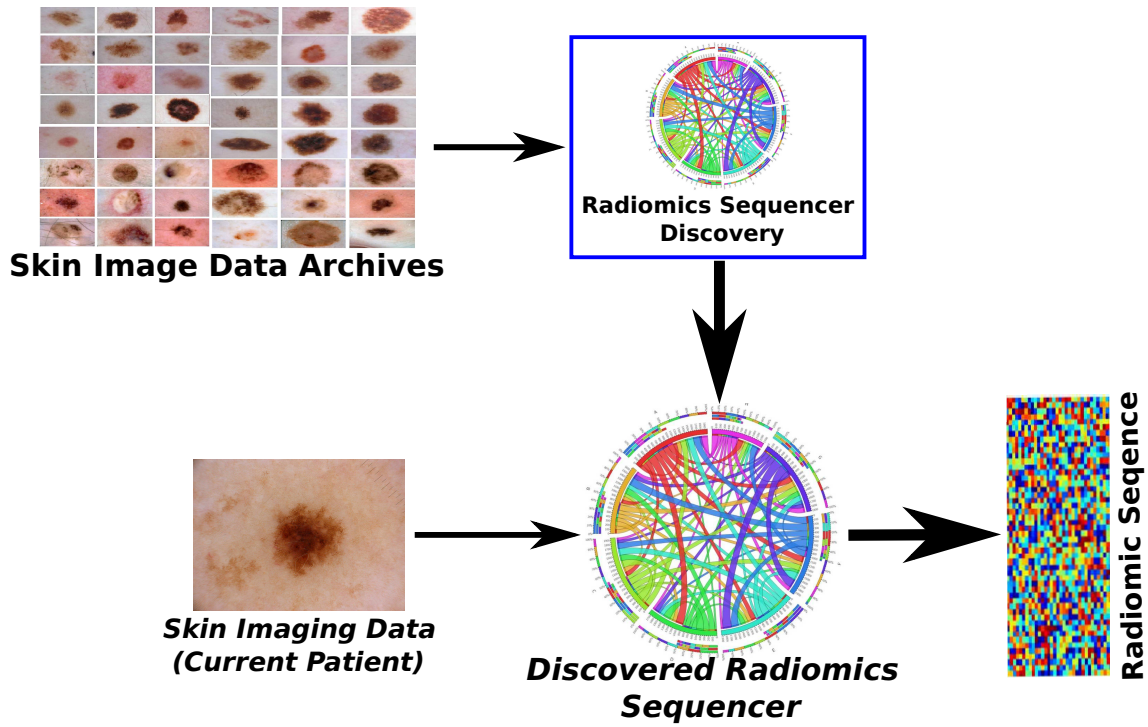 Skin Image Data Archives
Radiomics Sequencer
Discovery
Skin Imaging Data
(Current Patient)
Discovered Radiomics
Sequencer
Radiomic Seqence